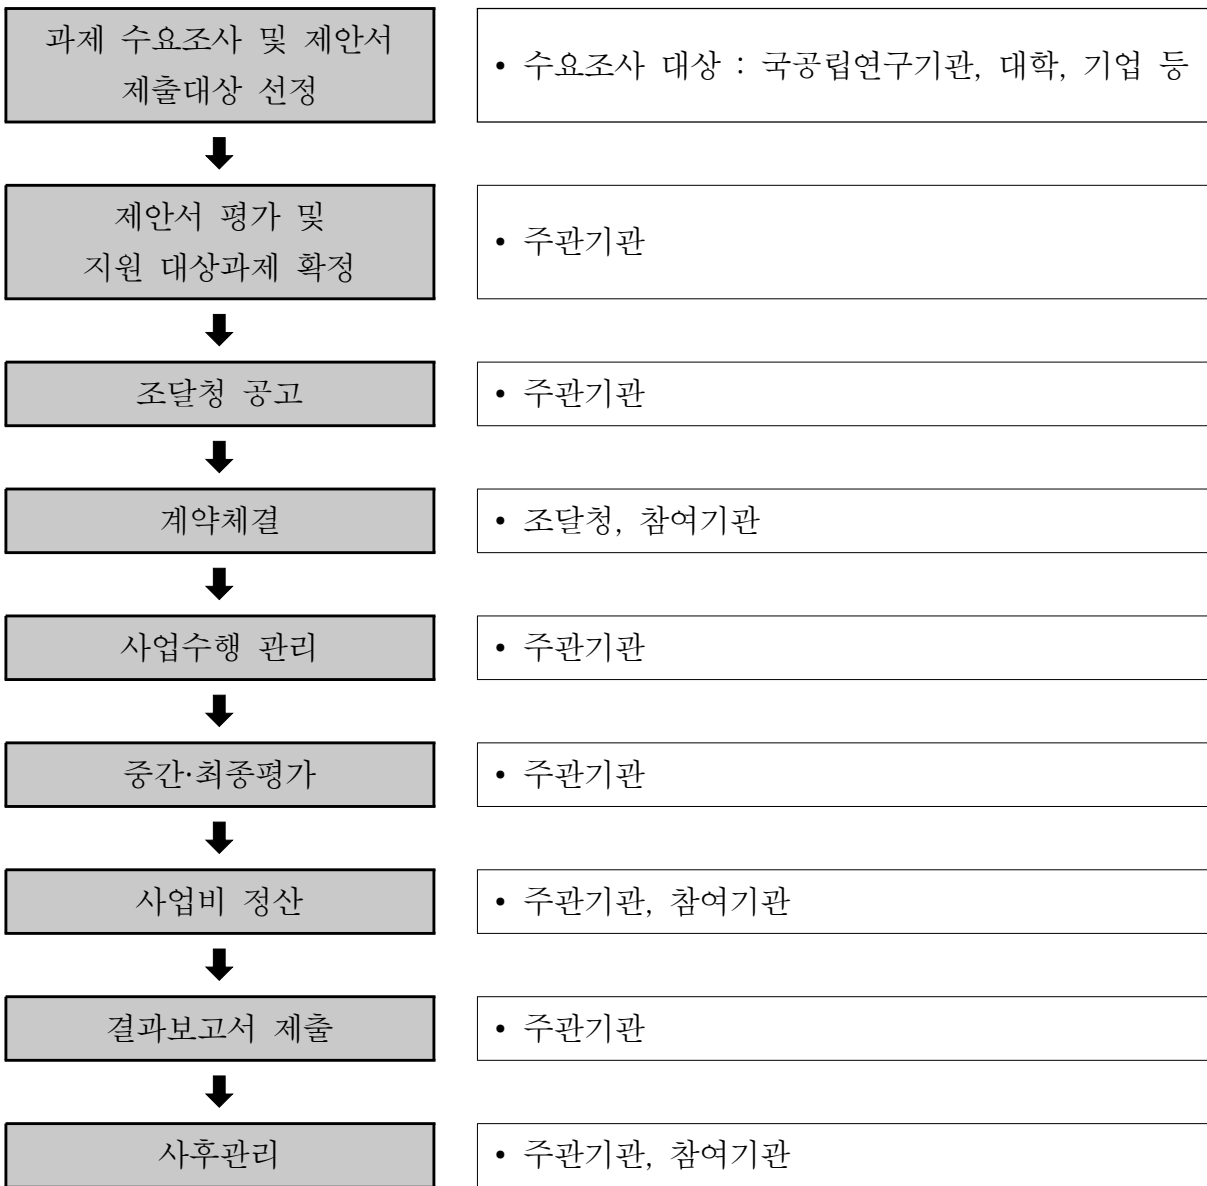 과제 수요조사 및 제안서
제출대상 선정
• 수요조사 대상 : 국공립연구기관, 대학, 기업 등
제안서 평가 및
지원 대상과제 확정
• 주관기관
조달청 공고
• 주관기관
계약체결
• 조달청, 참여기관
사업수행 관리
• 주관기관
중간·최종평가
• 주관기관
사업비 정산
• 주관기관, 참여기관
결과보고서 제출
• 주관기관
사후관리
• 주관기관, 참여기관